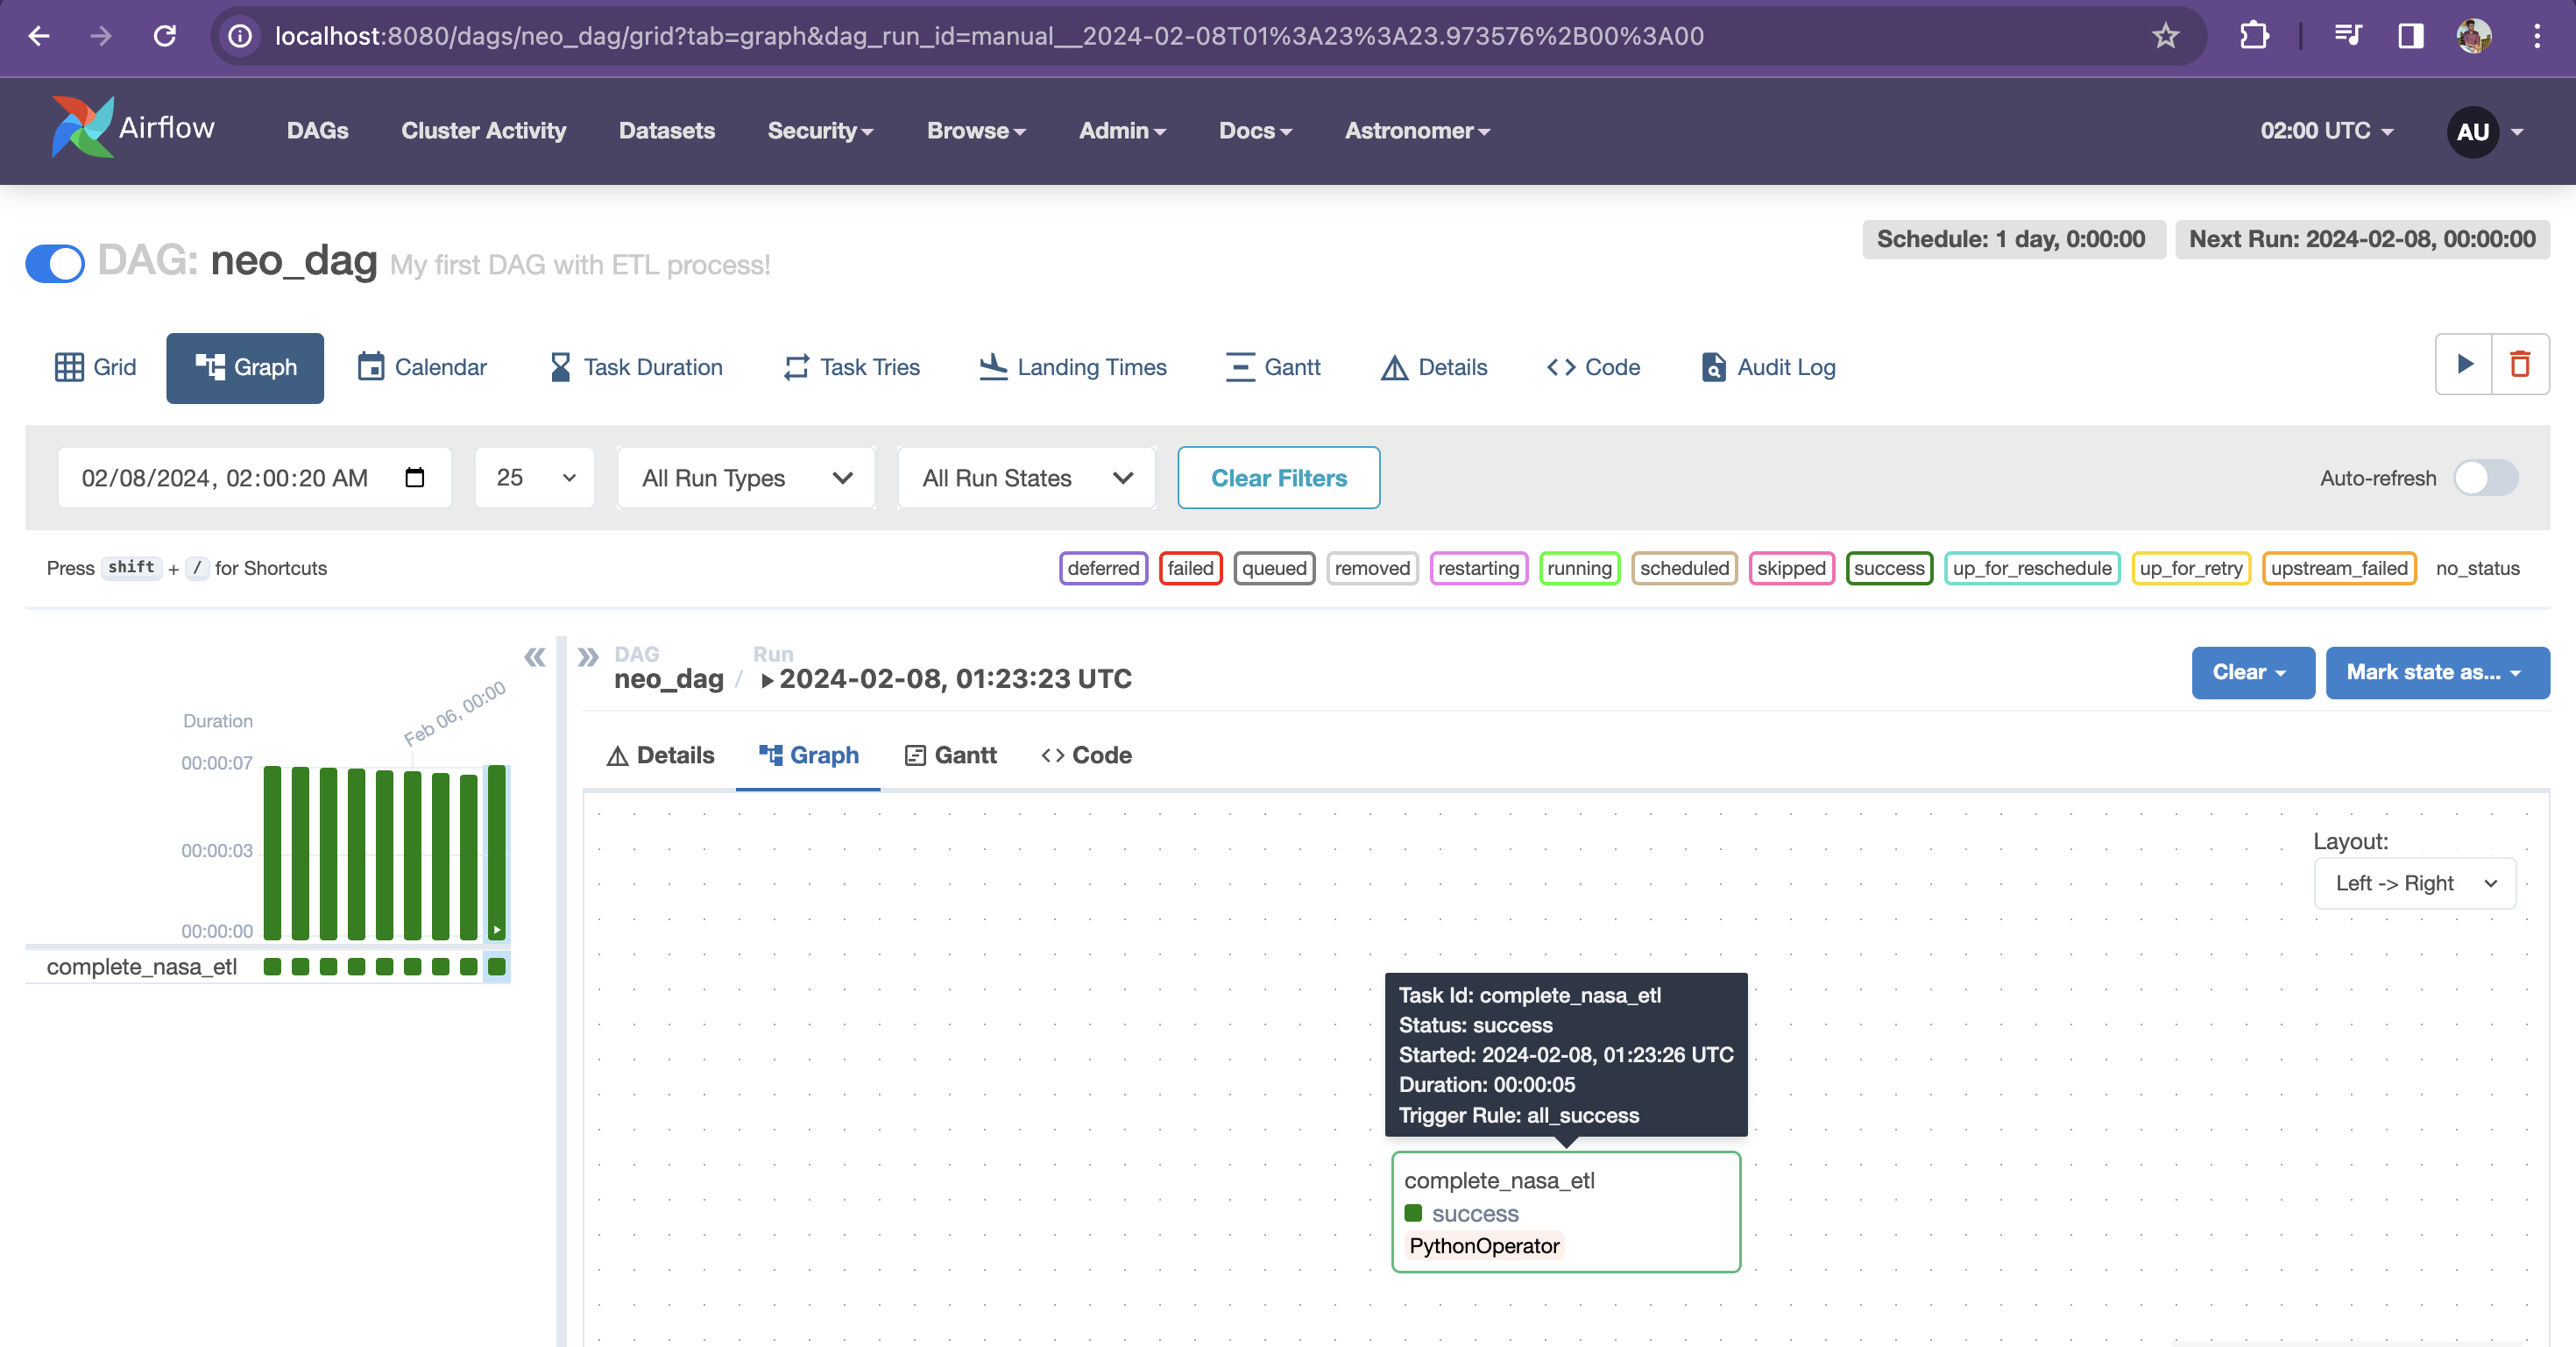 localhost:8080/dags/neo_dag/grid?tab=graph&dag_run_id=manual__2024-02-08T01%3A23%3A23.973576%2B00%3A00
Airflow DAGs Cluster Activity Datasets Security Browse Admin Docs Astronomer 02:00 UTC AU
Schedule: 1 day, 0:00:00 Next Run: 2024-02-08, 00:00:00
DAG: neo_dag My first DAG with ETL process!
Grid Graph Calendar Task Duration Task Tries Landing Times Gantt Details Code Audit Log
02/08/2024, 02:00:20 AM 25 All Run Types All Run States Clear Filters Auto-refresh
Press shift + / for Shortcuts deferred failed queued removed restarting running scheduled skipped success up_for_reschedule up_for_retry upstream_failed no_status
DAG Run
neo_dag / 2024-02-08, 01:23:23 UTC Clear Mark state as...
Feb 06, 00:00
Duration
00:00:07
00:00:03
00:00:00
complete_nasa_etl
Details Graph Gantt Code
Layout:
Left -> Right
Task Id: complete_nasa_etl
Status: success
Started: 2024-02-08, 01:23:26 UTC
Duration: 00:00:05
Trigger Rule: all_success
complete_nasa_etl
success
PythonOperator